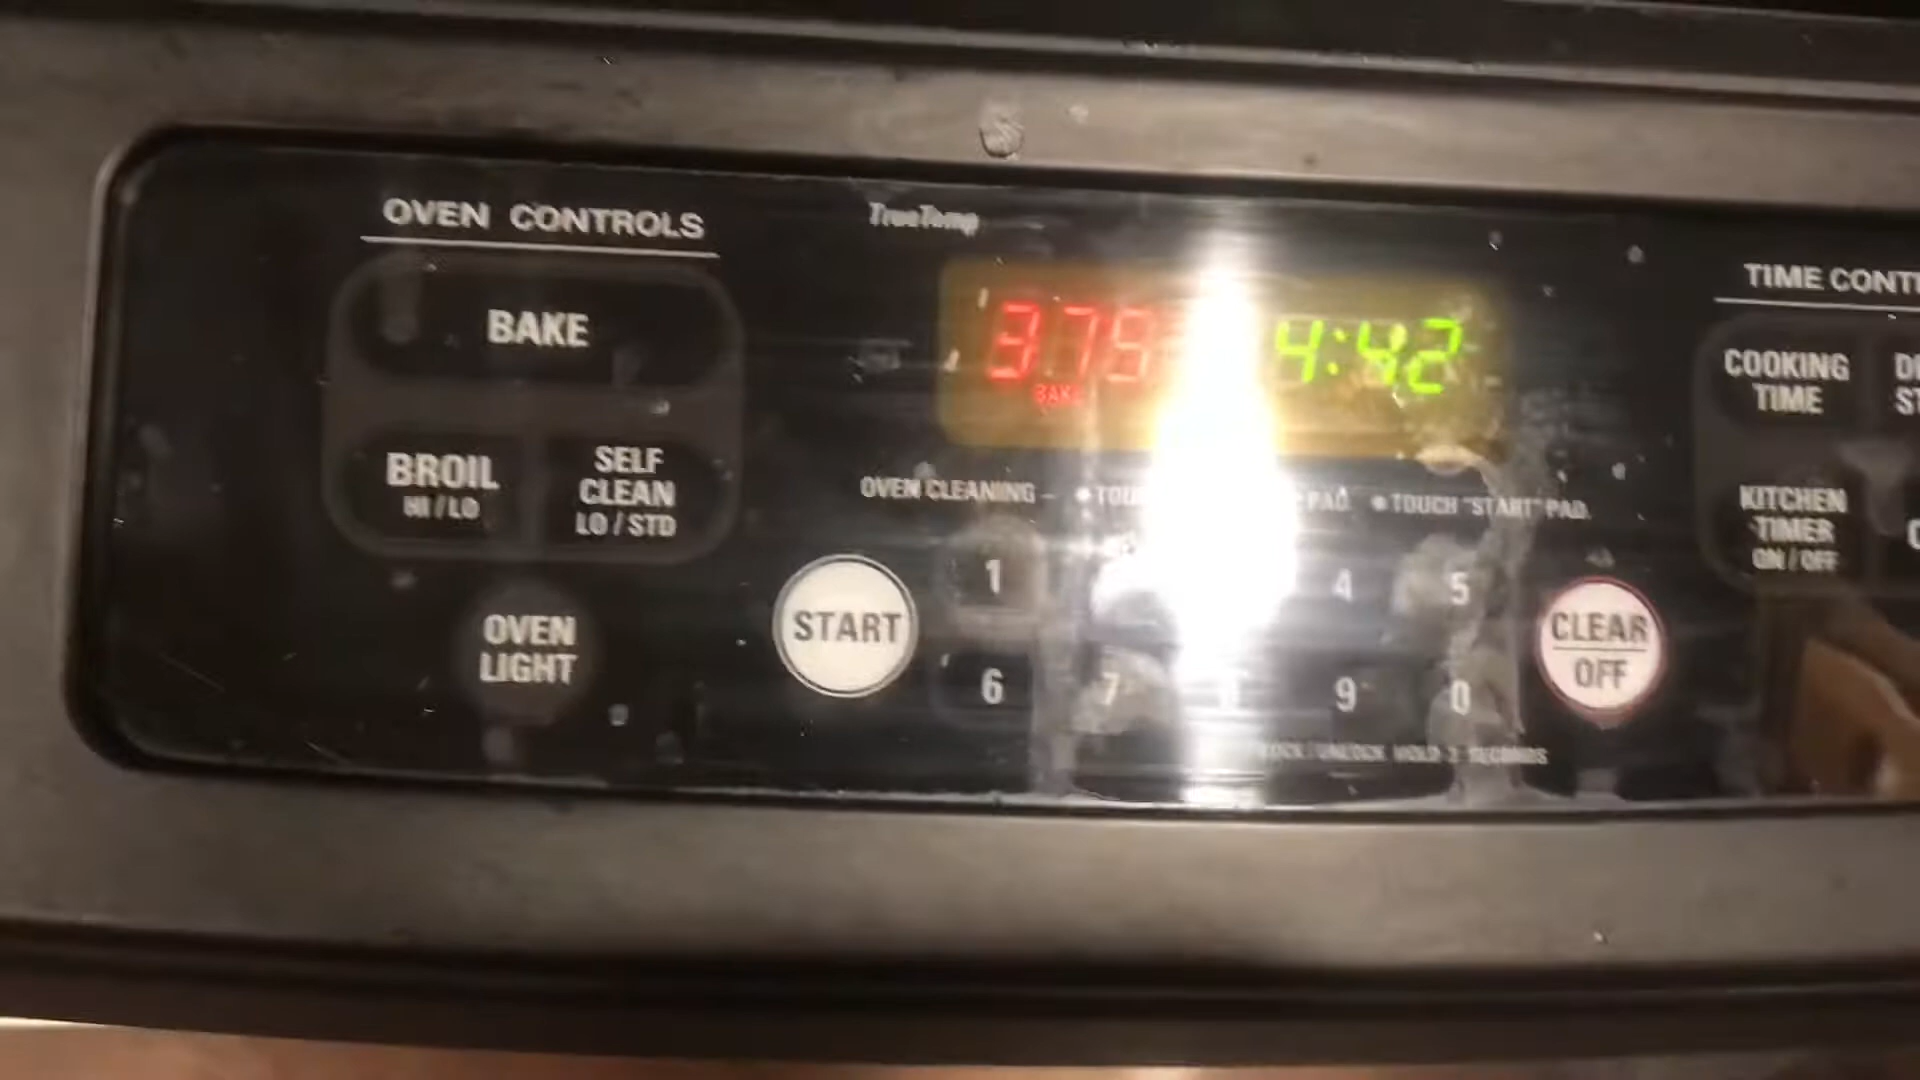 OVEN CONTROLS
TrueTemp
BAKE
BROIL
HI / LO
SELF
CLEAN
LO / STD
OVEN
LIGHT
375
BAKE
4:42
OVEN CLEANING - • PAD. • TOUCH "START" PAD.
START
1 4 5
6 7 9 0
LOCK / UNLOCK HOLD 3 SECONDS
CLEAR
OFF
TIME
COOKING
TIME
KITCHEN
TIMER
ON / OFF